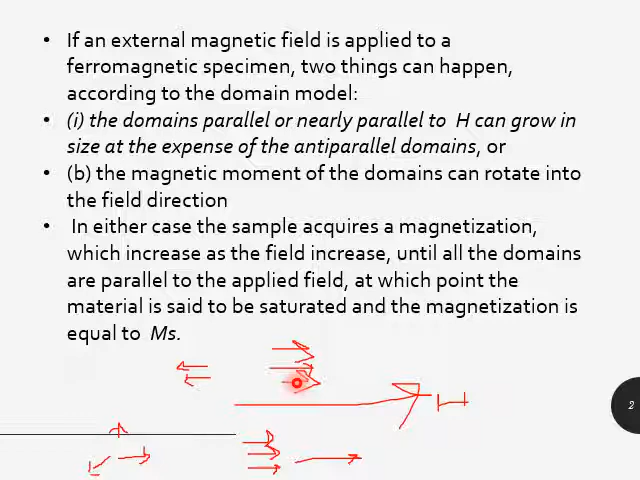 • If an external magnetic field is applied to a
ferromagnetic specimen, two things can happen,
according to the domain model:
• (i) the domains parallel or nearly parallel to H can grow in
size at the expense of the antiparallel domains, or
• (b) the magnetic moment of the domains can rotate into
the field direction
• In either case the sample acquires a magnetization,
which increase as the field increase, until all the domains
are parallel to the applied field, at which point the
material is said to be saturated and the magnetization is
equal to Ms.
H
2